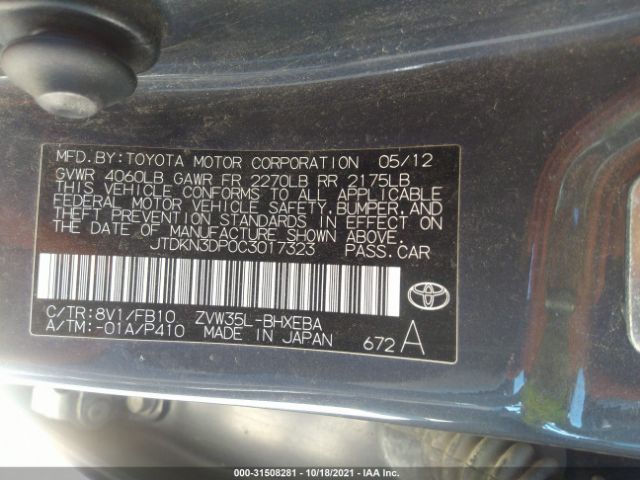 MFD.BY:TOYOTA MOTOR CORPORATION 05/12
GVWR 4060LB GAWR FR 2270LB RR 2175LB
THIS VEHICLE CONFORMS TO ALL APPLICABLE
FEDERAL MOTOR VEHICLE SAFETY,BUMPER,AND
THEFT PREVENTION STANDARDS IN EFFECT ON
THE DATE OF MANUFACTURE SHOWN ABOVE.
JTDKN3DP0C3017323 PASS.CAR
C/TR:8V1/FB10 ZVW35L-BHXEBA
A/TM:-01A/P410 MADE IN JAPAN 672 A
000-31508281 - 10/18/2021 - IAA Inc.